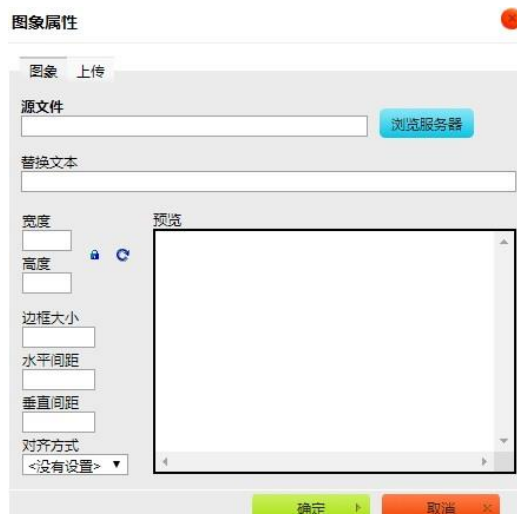 图象属性
图象 上传
源文件
浏览服务器
替换文本
宽度 预览
高度
边框大小
水平间距
垂直间距
对齐方式
<没有设置>
确定 取消